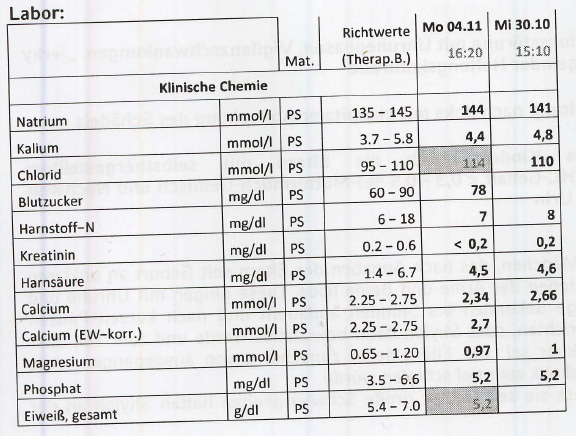 Labor:
Mat. Richtwerte (Therap.B.) Mo 04.11 16:20 Mi 30.10 15:10
Klinische Chemie
Natrium mmol/l PS 135 - 145 144 141
Kalium mmol/l PS 3.7 - 5.8 4,4 4,8
Chlorid mmol/l PS 95 - 110 114 110
Blutzucker mg/dl PS 60 - 90 78
Harnstoff-N mg/dl PS 6 - 18 7 8
Kreatinin mg/dl PS 0.2 - 0.6 < 0,2 0,2
Harnsäure mg/dl PS 1.4 - 6.7 4,5 4,6
Calcium mmol/l PS 2.25 - 2.75 2,34 2,66
Calcium (EW-korr.) mmol/l PS 2.25 - 2.75 2,7
Magnesium mmol/l PS 0.65 - 1.20 0,97 1
Phosphat mg/dl PS 3.5 - 6.6 5,2 5,2
Eiweiß, gesamt g/dl PS 5.4 - 7.0 5,2